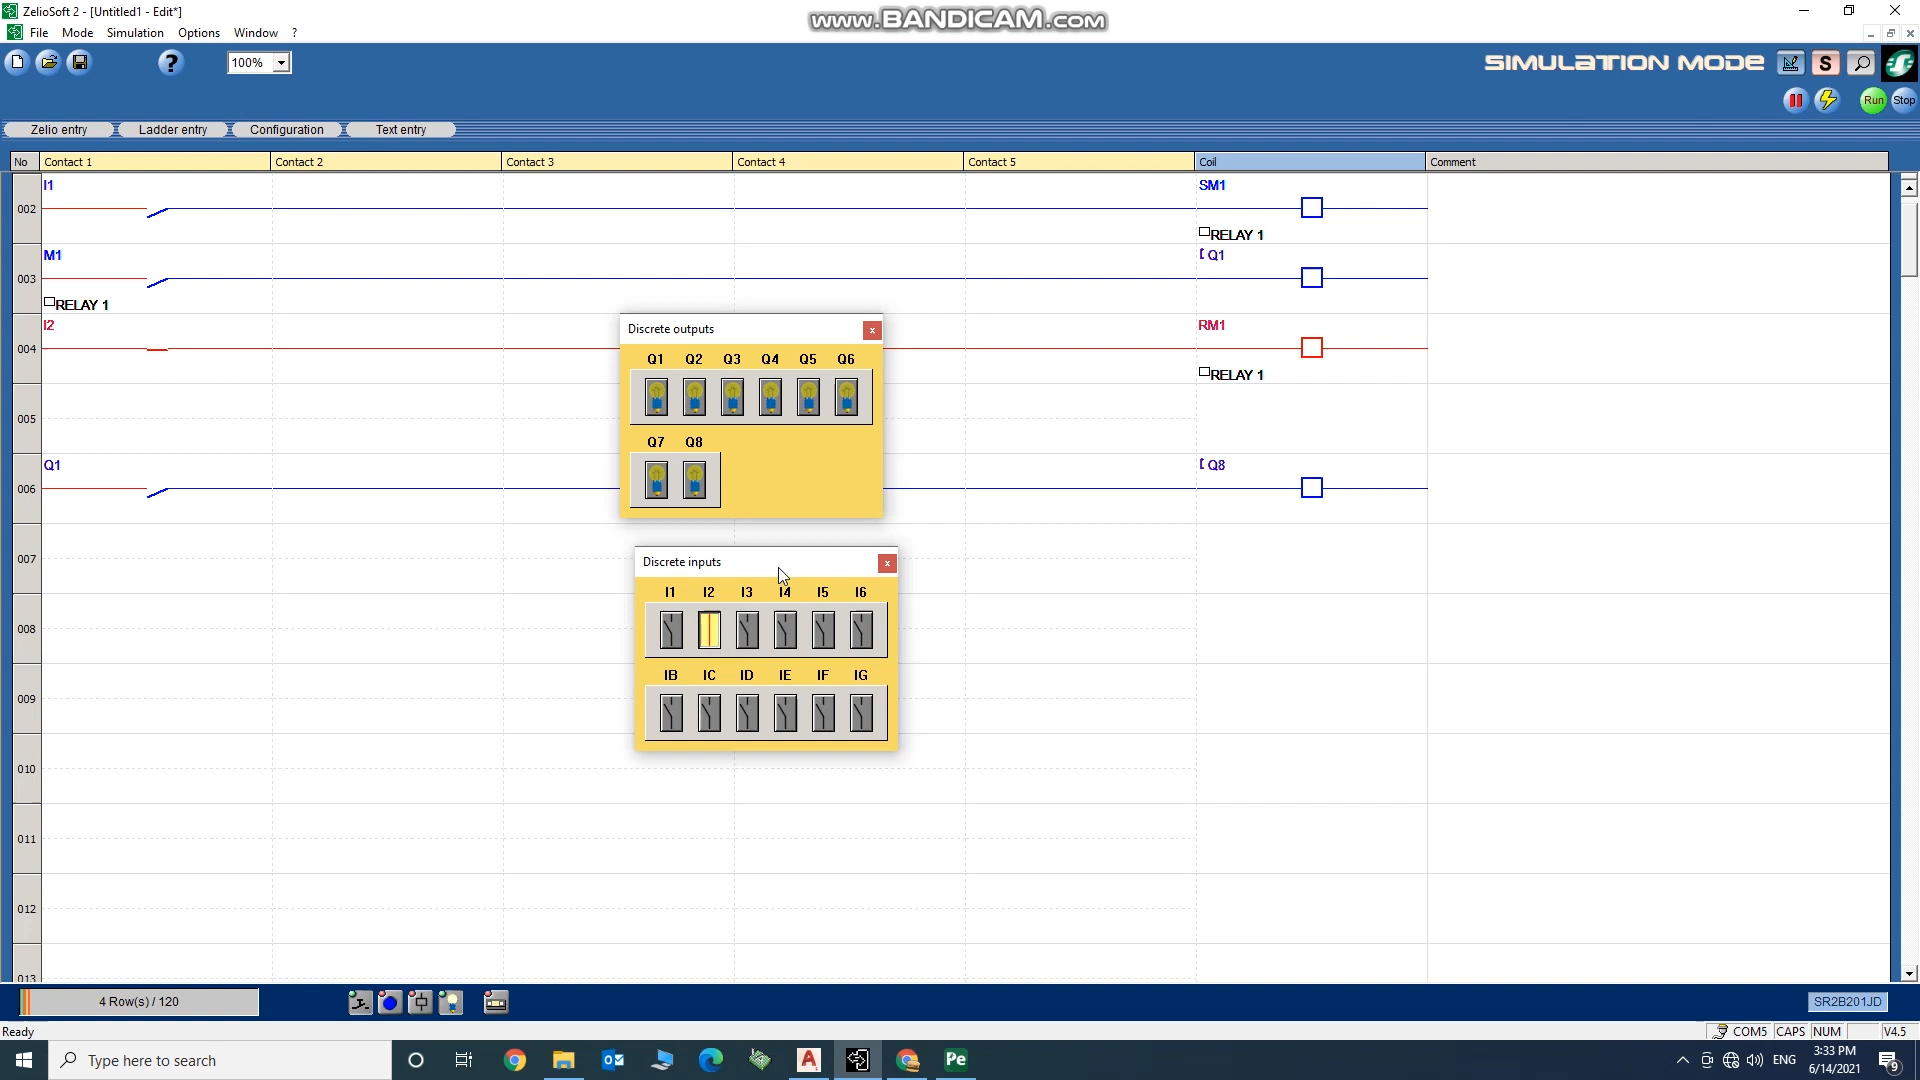 ZelioSoft 2 - [Untitled1 - Edit*]
www.BANDICAM.com
File Mode Simulation Options Window ?
100%
SIMULATION MODE
S
Run Stop
Zelio entry Ladder entry Configuration Text entry
No Contact 1 Contact 2 Contact 3 Contact 4 Contact 5 Coil Comment
I1 SM1
002
RELAY 1
M1 [ Q1
003
RELAY 1
I2 RM1
004
RELAY 1
005
Q1 [ Q8
006
007
008
009
010
011
012
013
Discrete outputs x
Q1 Q2 Q3 Q4 Q5 Q6
Q7 Q8
Discrete inputs x
I1 I2 I3 I4 I5 I6
IB IC ID IE IF IG
4 Row(s) / 120
SR2B201JD
Ready
COM5 CAPS NUM V4.5
Type here to search
A
Pe
ENG
3:33 PM
6/14/2021
9